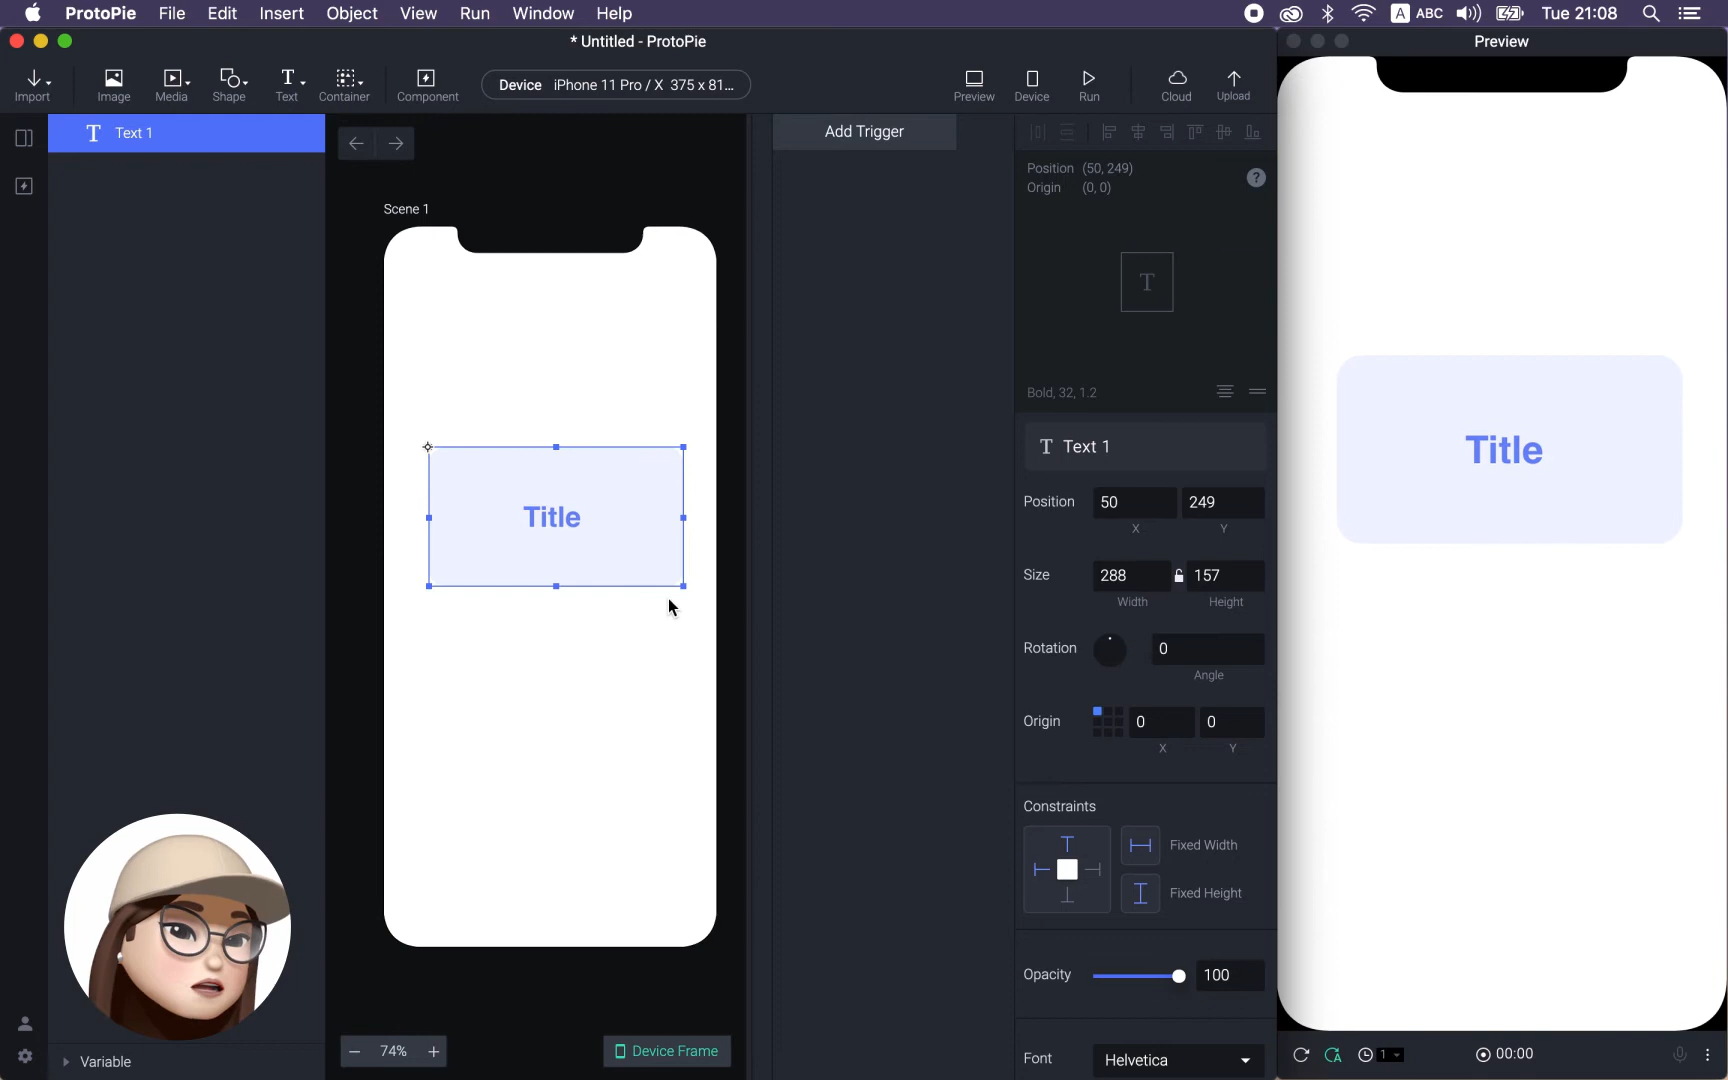 ProtoPie File Edit Insert Object View Run Window Help A ABC Tue 21:08
* Untitled - ProtoPie
Preview
Import Image Media Shape Text Container Component Device iPhone 11 Pro / X 375 x 81... Preview Device Run Cloud Upload
T Text 1
Add Trigger
Position (50, 249)
Origin (0, 0)
?
Scene 1
T
Bold, 32, 1.2
T Text 1
Title
Title
Position 50 249
X Y
Size 288 157
Width Height
Rotation 0
Angle
Origin 0 0
X Y
Constraints
Fixed Width
Fixed Height
Opacity 100
Font Helvetica
Variable
74%
Device Frame
A 1 00:00